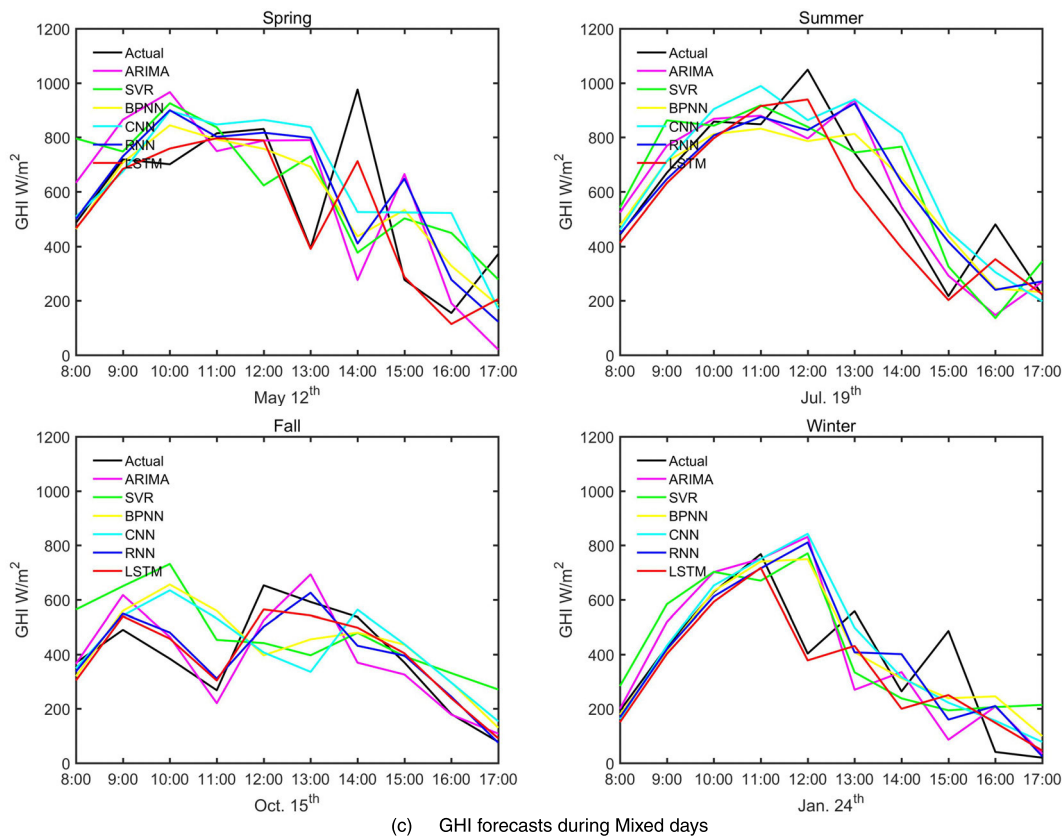 Spring
1200
1000
800
600
400
200
0
GHI W/m²
Actual
ARIMA
SVR
BPNN
CNN
RNN
LSTM
8:00 9:00 10:00 11:00 12:00 13:00 14:00 15:00 16:00 17:00
May 12th
Summer
1200
1000
800
600
400
200
0
GHI W/m²
Actual
ARIMA
SVR
BPNN
CNN
RNN
LSTM
8:00 9:00 10:00 11:00 12:00 13:00 14:00 15:00 16:00 17:00
Jul. 19th
Fall
1200
1000
800
600
400
200
0
GHI W/m²
Actual
ARIMA
SVR
BPNN
CNN
RNN
LSTM
8:00 9:00 10:00 11:00 12:00 13:00 14:00 15:00 16:00 17:00
Oct. 15th
Winter
1200
1000
800
600
400
200
0
GHI W/m²
Actual
ARIMA
SVR
BPNN
CNN
RNN
LSTM
8:00 9:00 10:00 11:00 12:00 13:00 14:00 15:00 16:00 17:00
Jan. 24th
(c) GHI forecasts during Mixed days